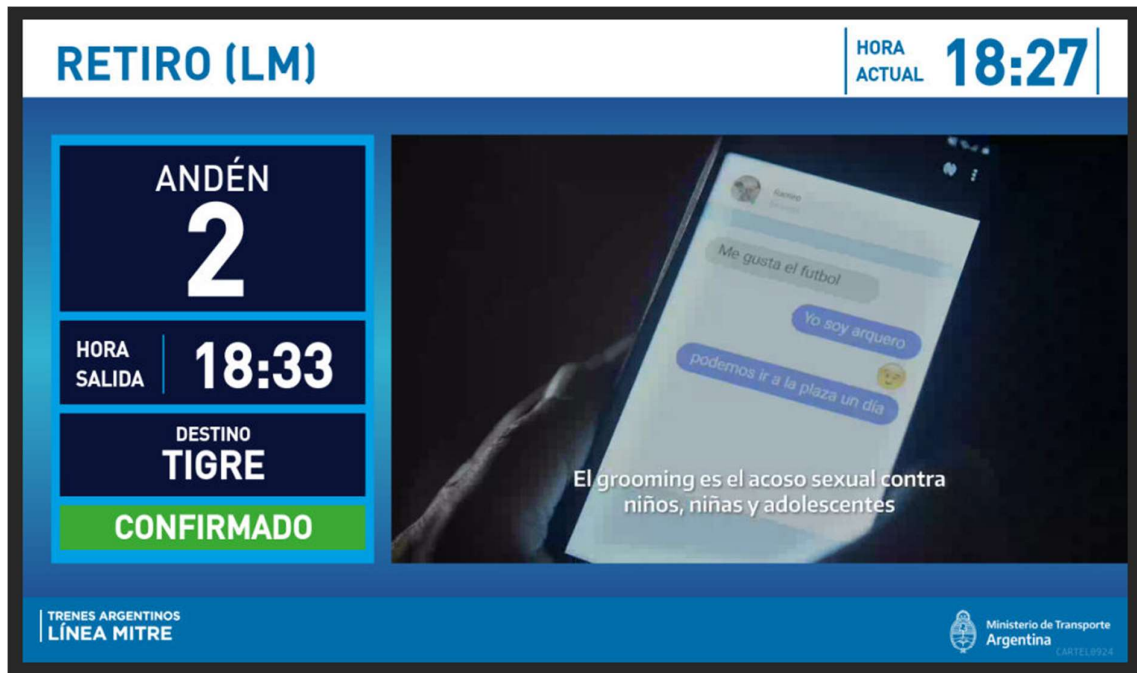 RETIRO (LM)
HORA
ACTUAL
18:27
ANDÉN
2
HORA
SALIDA
18:33
DESTINO
TIGRE
CONFIRMADO
Me gusta el futbol
Yo soy arquero
podemos ir a la plaza un día
El grooming es el acoso sexual contra
niños, niñas y adolescentes
TRENES ARGENTINOS
LÍNEA MITRE
Ministerio de Transporte
Argentina
CARTEL0924